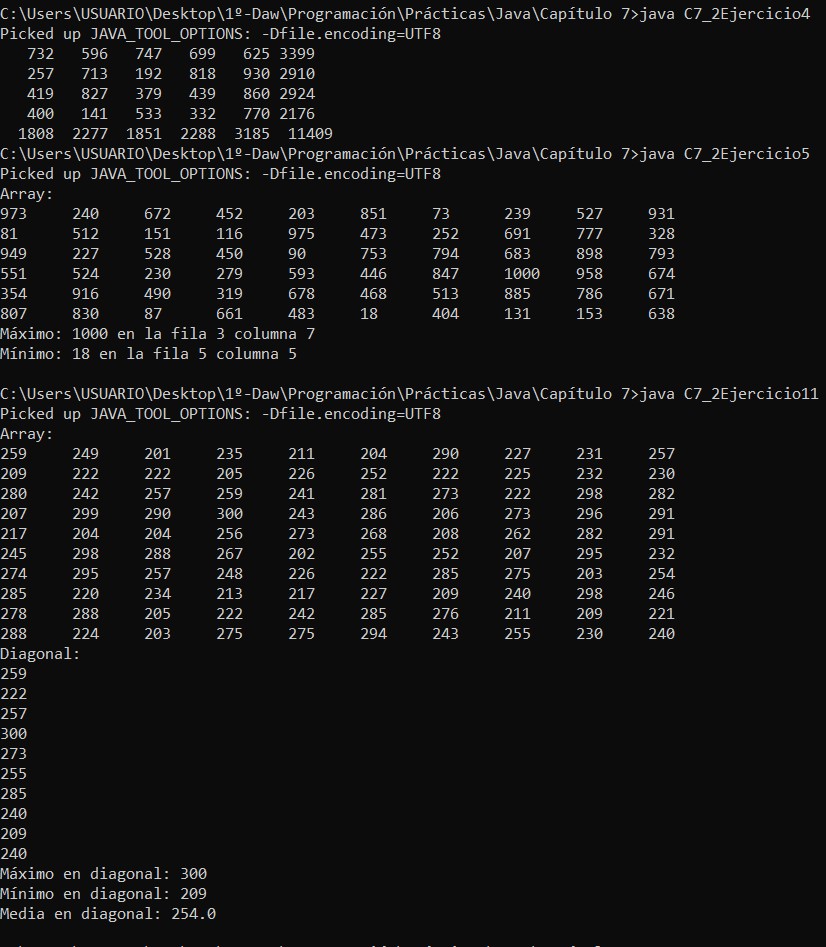 C:\Users\USUARIO\Desktop\1º-Daw\Programación\Prácticas\Java\Capítulo 7>java C7_2Ejercicio4
Picked up JAVA_TOOL_OPTIONS: -Dfile.encoding=UTF8
732 596 747 699 625 3399
257 713 192 818 930 2910
419 827 379 439 860 2924
400 141 533 332 770 2176
1808 2277 1851 2288 3185 11409
C:\Users\USUARIO\Desktop\1º-Daw\Programación\Prácticas\Java\Capítulo 7>java C7_2Ejercicio5
Picked up JAVA_TOOL_OPTIONS: -Dfile.encoding=UTF8
Array:
973 240 672 452 203 851 73 239 527 931
81 512 151 116 975 473 252 691 777 328
949 227 528 450 90 753 794 683 898 793
551 524 230 279 593 446 847 1000 958 674
354 916 490 319 678 468 513 885 786 671
807 830 87 661 483 18 404 131 153 638
Máximo: 1000 en la fila 3 columna 7
Mínimo: 18 en la fila 5 columna 5
C:\Users\USUARIO\Desktop\1º-Daw\Programación\Prácticas\Java\Capítulo 7>java C7_2Ejercicio11
Picked up JAVA_TOOL_OPTIONS: -Dfile.encoding=UTF8
Array:
259 249 201 235 211 204 290 227 231 257
209 222 222 205 226 252 222 225 232 230
280 242 257 259 241 281 273 222 298 282
207 299 290 300 243 286 206 273 296 291
217 204 204 256 273 268 208 262 282 291
245 298 288 267 202 255 252 207 295 232
274 295 257 248 226 222 285 275 203 254
285 220 234 213 217 227 209 240 298 246
278 288 205 222 242 285 276 211 209 221
288 224 203 275 275 294 243 255 230 240
Diagonal:
259
222
257
300
273
255
285
240
209
240
Máximo en diagonal: 300
Mínimo en diagonal: 209
Media en diagonal: 254.0